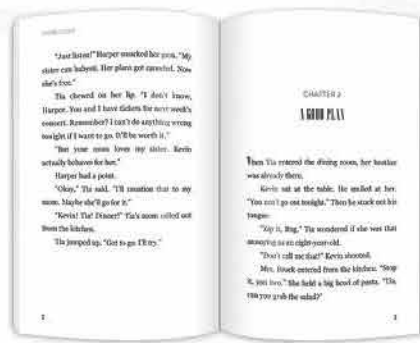 "Just listen!" Harper smacked her gum. "My
sister can babysit. Her plans got canceled. Now
she's free."
Tia chewed on her lip. "I don't know,
Harper. You and I have tickets for next week's
concert. Remember? I can't do anything wrong
tonight if I want to go. It'll be worth it."
"But your mom loves my sister. Kevin
actually behaves for her."
Harper had a point.
"Okay," Tia said. "I'll mention that to my
mom. Maybe she'll go for it."
"Kevin! Tia! Dinner!" Tia's mom called out
from the kitchen.
Tia jumped up. "Got to go. I'll try."
2
CHAPTER 2
A GOOD PLAN
When Tia entered the dining room, her brother
was already there.
Kevin sat at the table. He smiled at her.
"You can't go out tonight." Then he stuck out his
tongue.
"Zip it, Bug." Tia wondered if she was that
annoying as an eight-year-old.
"Don't call me that!" Kevin shouted.
Mrs. entered from the kitchen. "Stop
it, you two." She held a big bowl of pasta. "Tia,
can you grab the salad?"
3